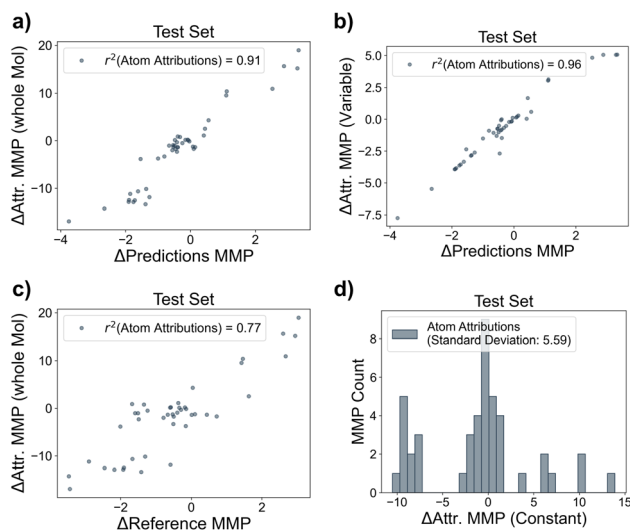 a)
Test Set
r²(Atom Attributions) = 0.91
ΔAttr. MMP (whole Mol)
20
10
0
−10
−4
−2
0
2
ΔPredictions MMP
b)
Test Set
r²(Atom Attributions) = 0.96
ΔAttr. MMP (Variable)
5.0
2.5
0.0
−2.5
−5.0
−7.5
−4
−2
0
2
ΔPredictions MMP
c)
Test Set
r²(Atom Attributions) = 0.77
ΔAttr. MMP (whole Mol)
20
10
0
−10
−2
0
2
ΔReference MMP
d)
Test Set
Atom Attributions
(Standard Deviation: 5.59)
MMP Count
8
6
4
2
0
−10
−5
0
5
10
15
ΔAttr. MMP (Constant)